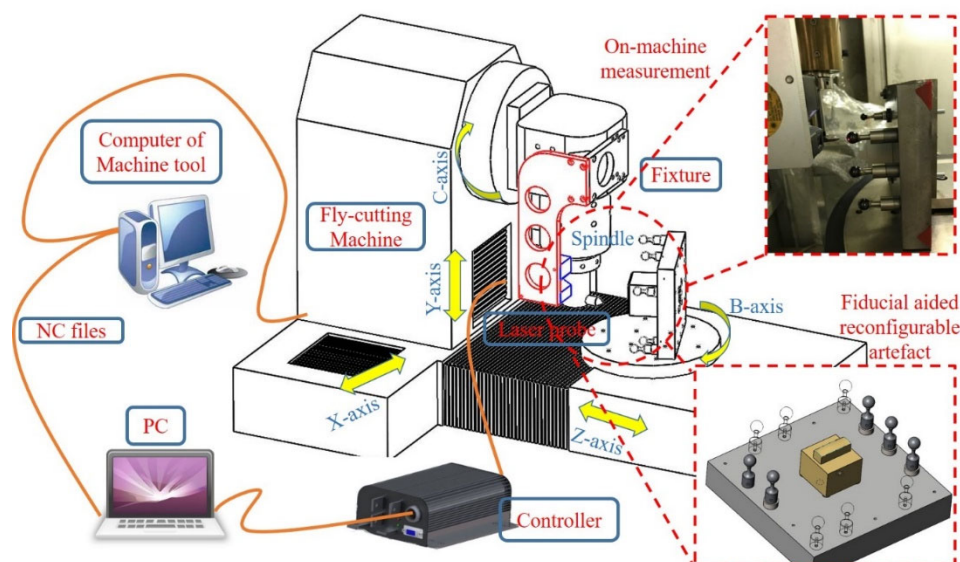 On-machine
measurement
Computer of
Machine tool
C-axis
Fixture
Fly-cutting
Machine
Spindle
Y-axis
B-axis
Fiducial aided
reconfigurable
artefact
NC files
Laser probe
X-axis
Z-axis
PC
Controller